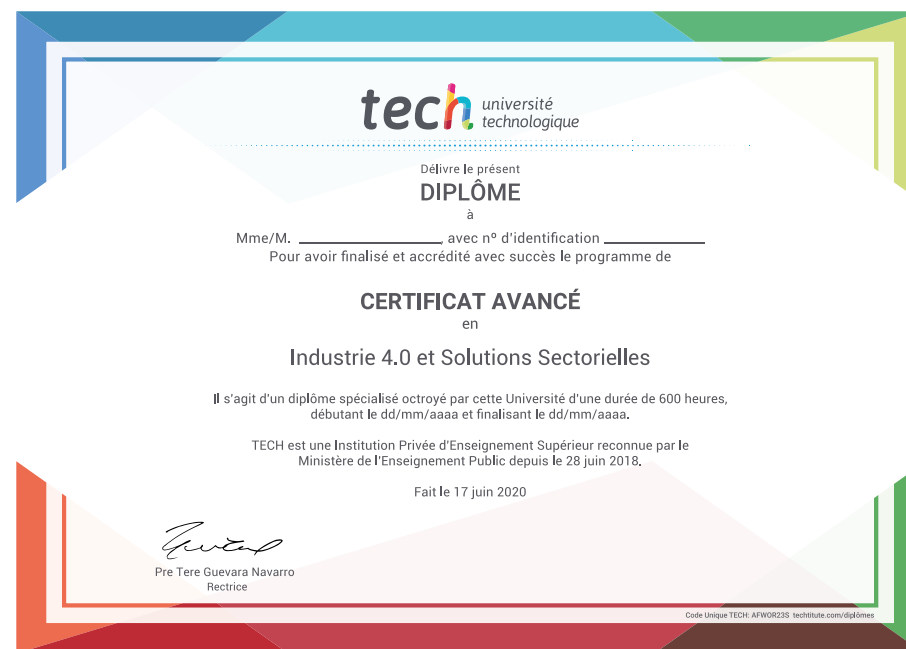 tech université
technologique
Délivre le présent
DIPLÔME
à
Mme/M. ____________________, avec nº d'identification ______________
Pour avoir finalisé et accrédité avec succès le programme de
CERTIFICAT AVANCÉ
en
Industrie 4.0 et Solutions Sectorielles
Il s'agit d'un diplôme spécialisé octroyé par cette Université d'une durée de 600 heures,
débutant le dd/mm/aaaa et finalisant le dd/mm/aaaa.
TECH est une Institution Privée d'Enseignement Supérieur reconnue par le
Ministère de l'Enseignement Public depuis le 28 juin 2018.
Fait le 17 juin 2020
Pre Tere Guevara Navarro
Rectrice
Code Unique TECH: AFWOR23S techtitute.com/diplômes